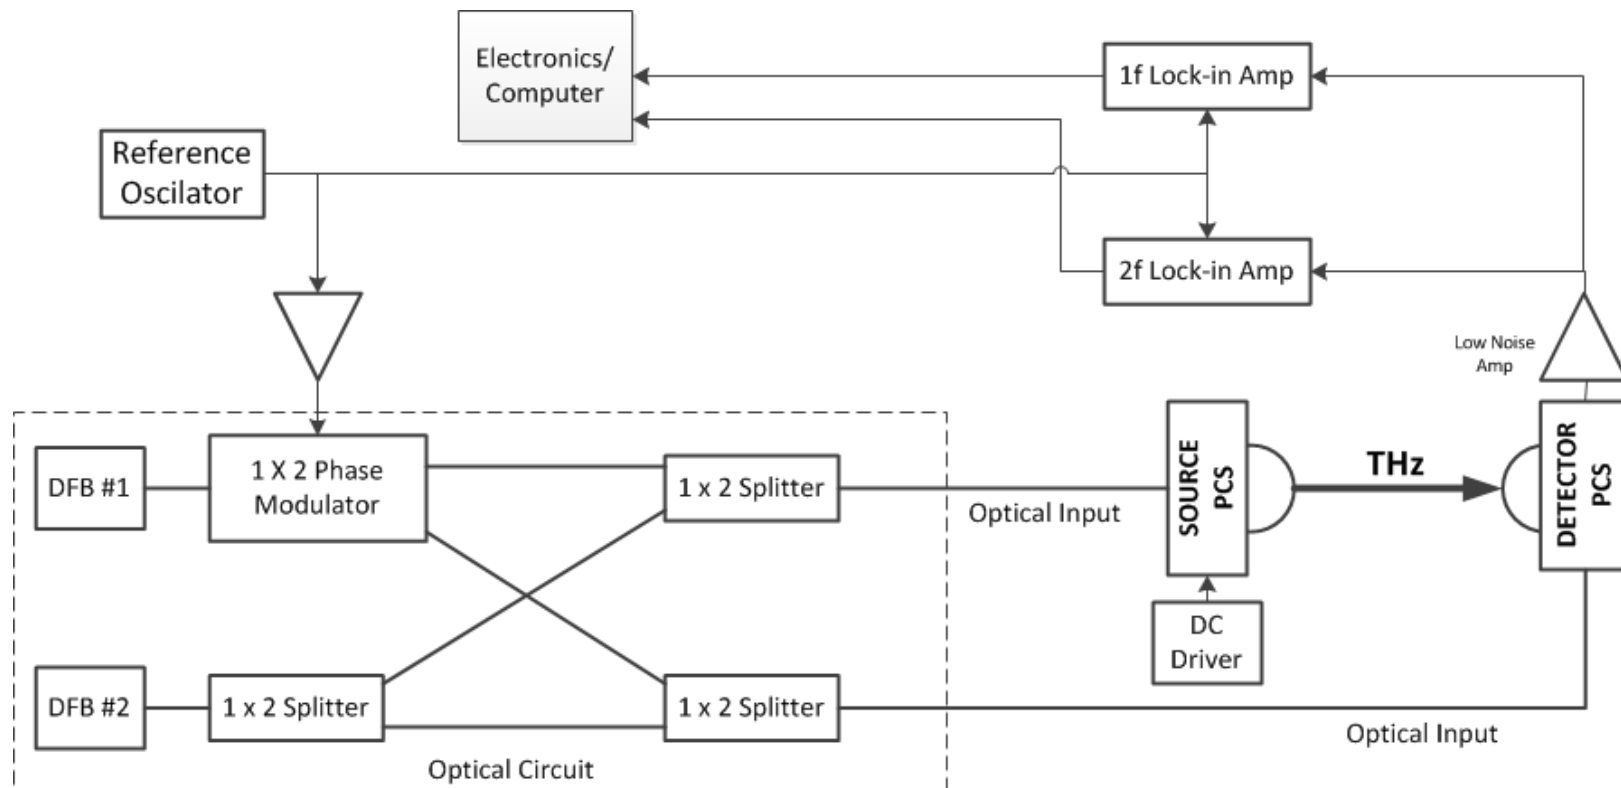 Electronics/
Computer
1f Lock-in Amp
Reference
Oscilator
2f Lock-in Amp
Low Noise
Amp
DFB #1
1 X 2 Phase
Modulator
1 x 2 Splitter
Optical Input
SOURCE
PCS
THz
DETECTOR
PCS
DC
Driver
DFB #2
1 x 2 Splitter
1 x 2 Splitter
Optical Input
Optical Circuit